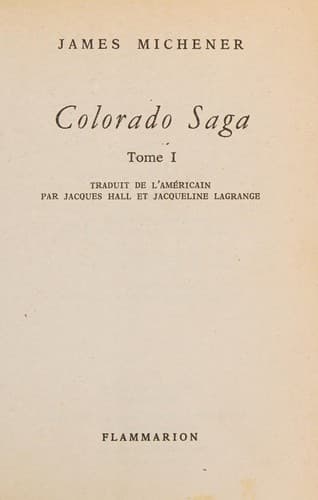 JAMES MICHENER
Colorado Saga
Tome I
TRADUIT DE L'AMÉRICAIN
PAR JACQUES HALL ET JACQUELINE LAGRANGE
FLAMMARION